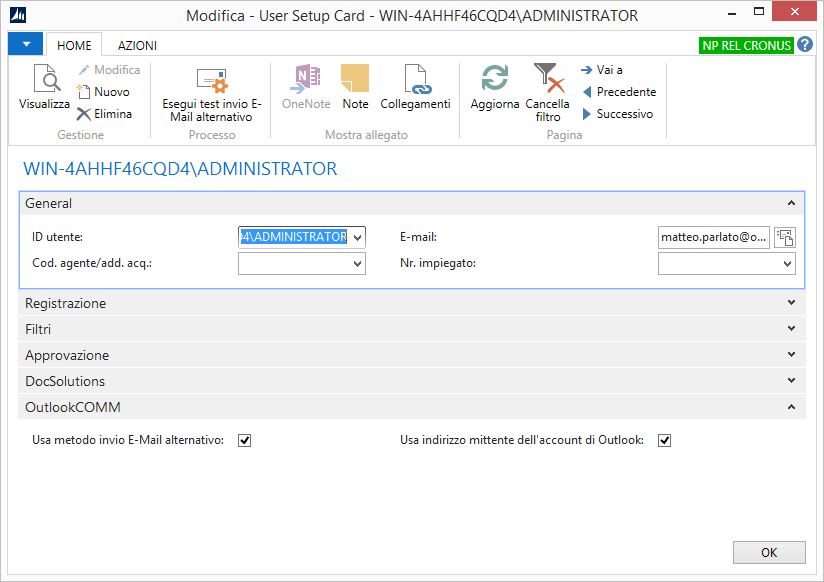 Modifica - User Setup Card - WIN-4AHHF46CQD4\ADMINISTRATOR
HOME AZIONI
NP REL CRONUS ?
Visualizza
Modifica
Nuovo
Elimina
Gestione
Esegui test invio E-
Mail alternativo
Processo
OneNote
Note
Collegamenti
Mostra allegato
Aggiorna
Cancella
filtro
Vai a
Precedente
Successivo
Pagina
WIN-4AHHF46CQD4\ADMINISTRATOR
General
ID utente: 4\ADMINISTRATOR E-mail: matteo.parlato@o...
Cod. agente/add. acq.: Nr. impiegato:
Registrazione
Filtri
Approvazione
DocSolutions
OutlookCOMM
Usa metodo invio E-Mail alternativo: Usa indirizzo mittente dell'account di Outlook:
OK